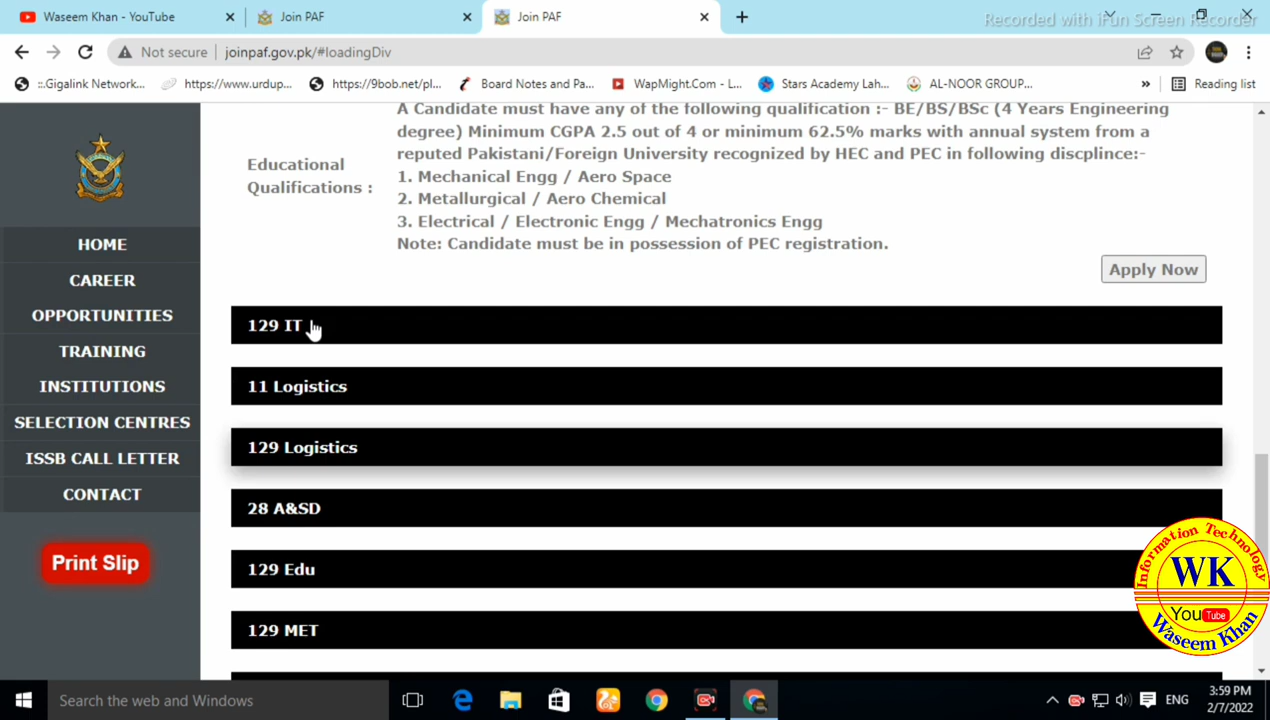 Waseem Khan - YouTube
Join PAF
Join PAF
Recorded with iFun Screen Recorder
Not secure
joinpaf.gov.pk/#loadingDiv
::.Gigalink Network...
https://www.urdup...
https://9bob.net/pl...
Board Notes and Pa...
WapMight.Com - L...
Stars Academy Lah...
AL-NOOR GROUP...
»
Reading list
A Candidate must have any of the following qualification :- BE/BS/BSc (4 Years Engineering
degree) Minimum CGPA 2.5 out of 4 or minimum 62.5% marks with annual system from a
reputed Pakistani/Foreign University recognized by HEC and PEC in following discplince:-
Educational
Qualifications :
1. Mechanical Engg / Aero Space
2. Metallurgical / Aero Chemical
3. Electrical / Electronic Engg / Mechatronics Engg
Note: Candidate must be in possession of PEC registration.
Apply Now
HOME
CAREER
OPPORTUNITIES
TRAINING
INSTITUTIONS
SELECTION CENTRES
ISSB CALL LETTER
CONTACT
Print Slip
129 IT
11 Logistics
129 Logistics
28 A&SD
129 Edu
129 MET
Information Technology
WK
YouTube
Waseem Khan
Search the web and Windows
ENG
3:59 PM
2/7/2022